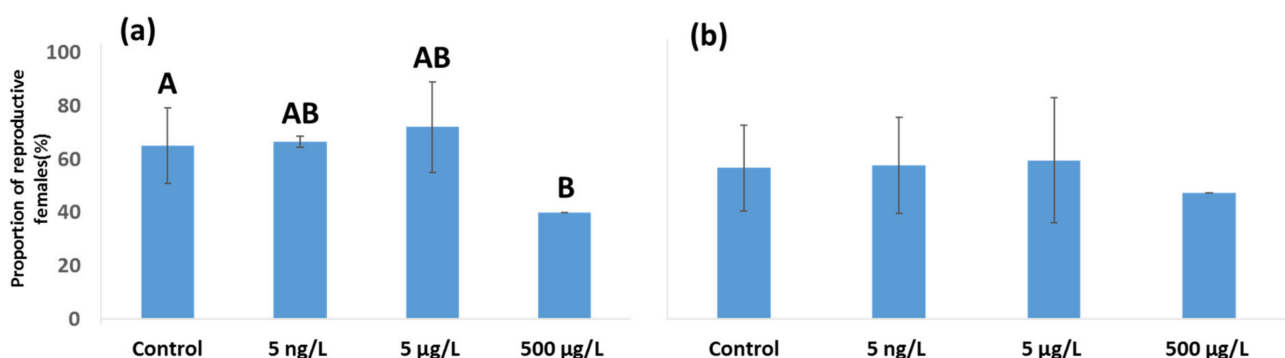 (a)
(b)
Proportion of reproductive
females(%)
100
80
60
40
20
0
A
AB
AB
B
Control
5 ng/L
5 µg/L
500 µg/L
Control
5 ng/L
5 µg/L
500 µg/L